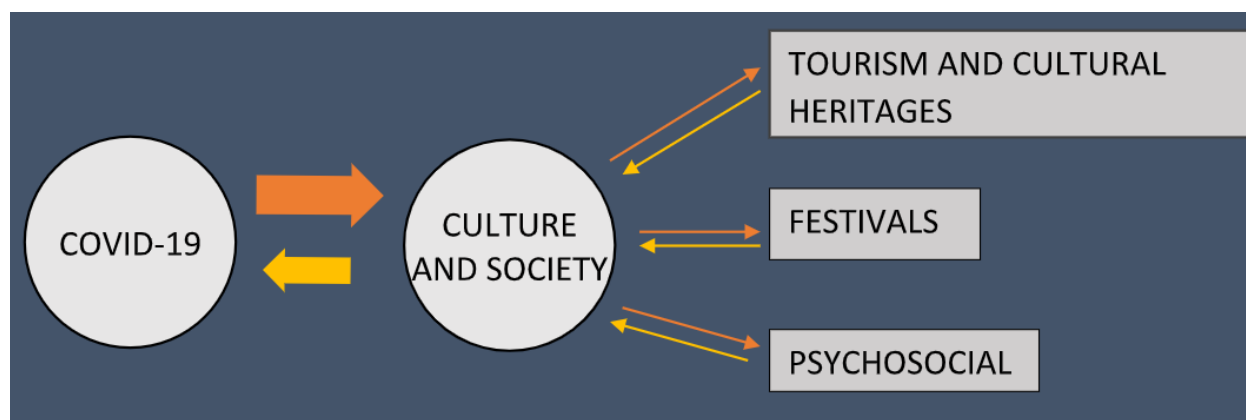 COVID-19
CULTURE
AND SOCIETY
TOURISM AND CULTURAL
HERITAGES
FESTIVALS
PSYCHOSOCIAL